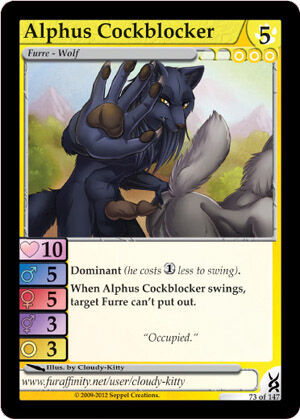 Alphus Cockblocker 5
Furre - Wolf
10
5
5
3
3
Dominant (he costs 1 less to swing).
When Alphus Cockblocker swings,
target Furre can't put out.
"Occupied."
Illus. by Cloudy-Kitty
www.furaffinity.net/user/cloudy-kitty
73 of 147
© 2009-2012 Soppel Creations.